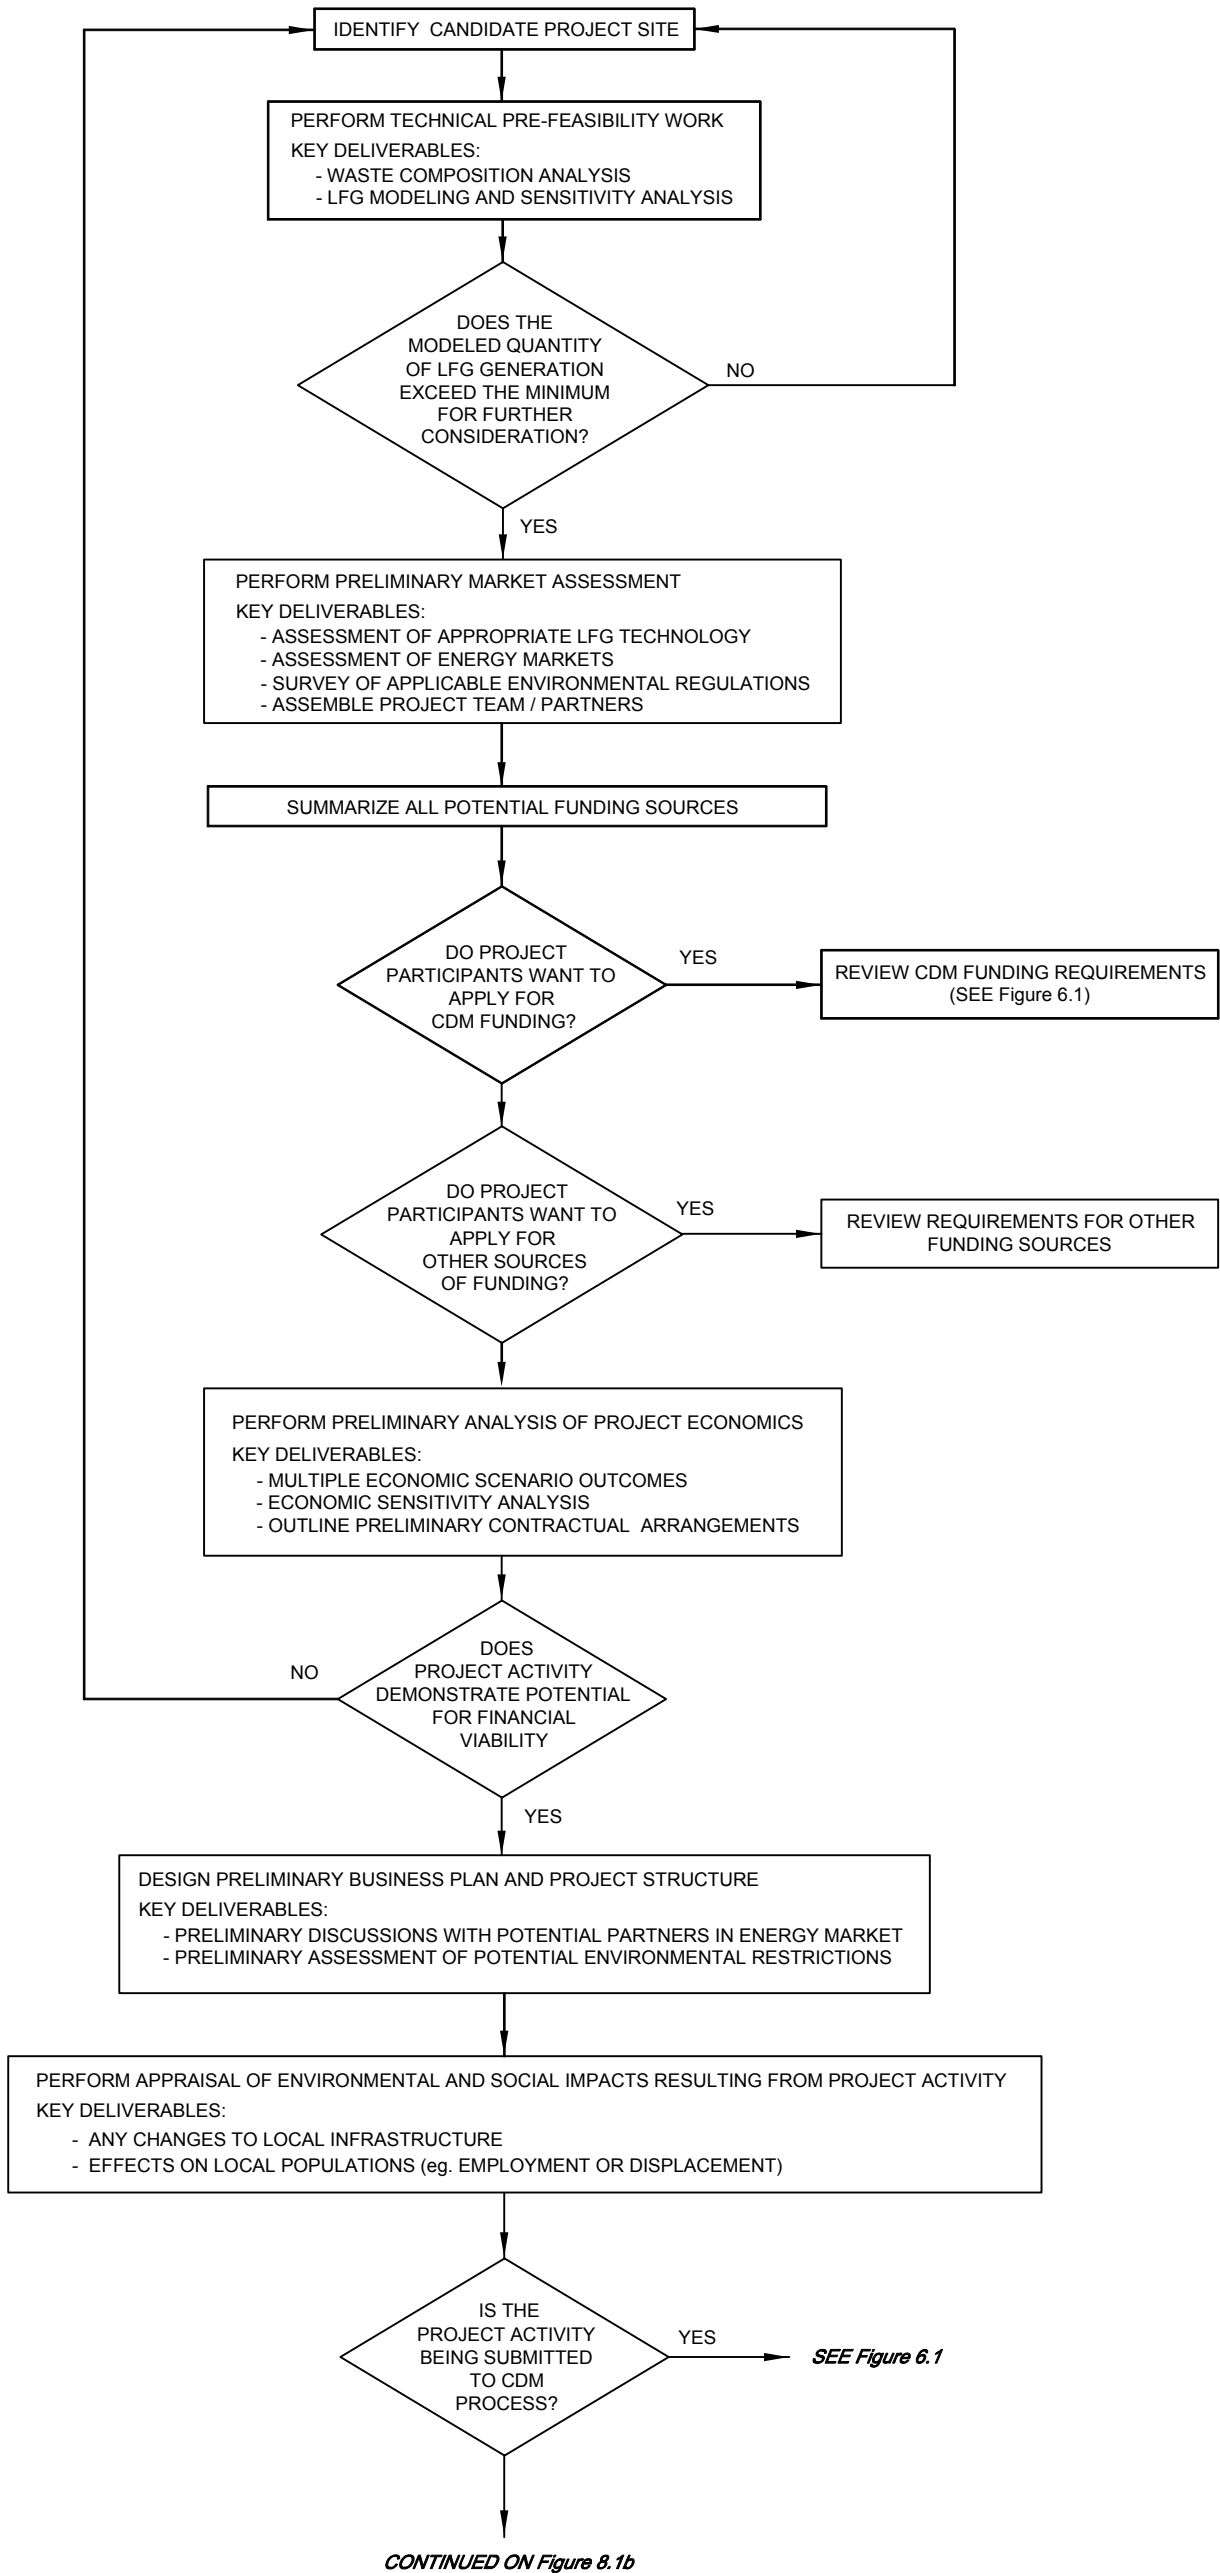 IDENTIFY CANDIDATE PROJECT SITE
PERFORM TECHNICAL PRE-FEASIBILITY WORK
KEY DELIVERABLES:
- WASTE COMPOSITION ANALYSIS
- LFG MODELING AND SENSITIVITY ANALYSIS
DOES THE
MODELED QUANTITY
OF LFG GENERATION
EXCEED THE MINIMUM
FOR FURTHER
CONSIDERATION?
NO
YES
PERFORM PRELIMINARY MARKET ASSESSMENT
KEY DELIVERABLES:
- ASSESSMENT OF APPROPRIATE LFG TECHNOLOGY
- ASSESSMENT OF ENERGY MARKETS
- SURVEY OF APPLICABLE ENVIRONMENTAL REGULATIONS
- ASSEMBLE PROJECT TEAM / PARTNERS
SUMMARIZE ALL POTENTIAL FUNDING SOURCES
DO PROJECT
PARTICIPANTS WANT TO
APPLY FOR
CDM FUNDING?
YES
REVIEW CDM FUNDING REQUIREMENTS
(SEE Figure 6.1)
DO PROJECT
PARTICIPANTS WANT TO
APPLY FOR
OTHER SOURCES
OF FUNDING?
YES
REVIEW REQUIREMENTS FOR OTHER
FUNDING SOURCES
PERFORM PRELIMINARY ANALYSIS OF PROJECT ECONOMICS
KEY DELIVERABLES:
- MULTIPLE ECONOMIC SCENARIO OUTCOMES
- ECONOMIC SENSITIVITY ANALYSIS
- OUTLINE PRELIMINARY CONTRACTUAL ARRANGEMENTS
DOES
PROJECT ACTIVITY
DEMONSTRATE POTENTIAL
FOR FINANCIAL
VIABILITY
NO
YES
DESIGN PRELIMINARY BUSINESS PLAN AND PROJECT STRUCTURE
KEY DELIVERABLES:
- PRELIMINARY DISCUSSIONS WITH POTENTIAL PARTNERS IN ENERGY MARKET
- PRELIMINARY ASSESSMENT OF POTENTIAL ENVIRONMENTAL RESTRICTIONS
PERFORM APPRAISAL OF ENVIRONMENTAL AND SOCIAL IMPACTS RESULTING FROM PROJECT ACTIVITY
KEY DELIVERABLES:
- ANY CHANGES TO LOCAL INFRASTRUCTURE
- EFFECTS ON LOCAL POPULATIONS (eg. EMPLOYMENT OR DISPLACEMENT)
IS THE
PROJECT ACTIVITY
BEING SUBMITTED
TO CDM
PROCESS?
YES
SEE Figure 6.1
CONTINUED ON Figure 8.1b